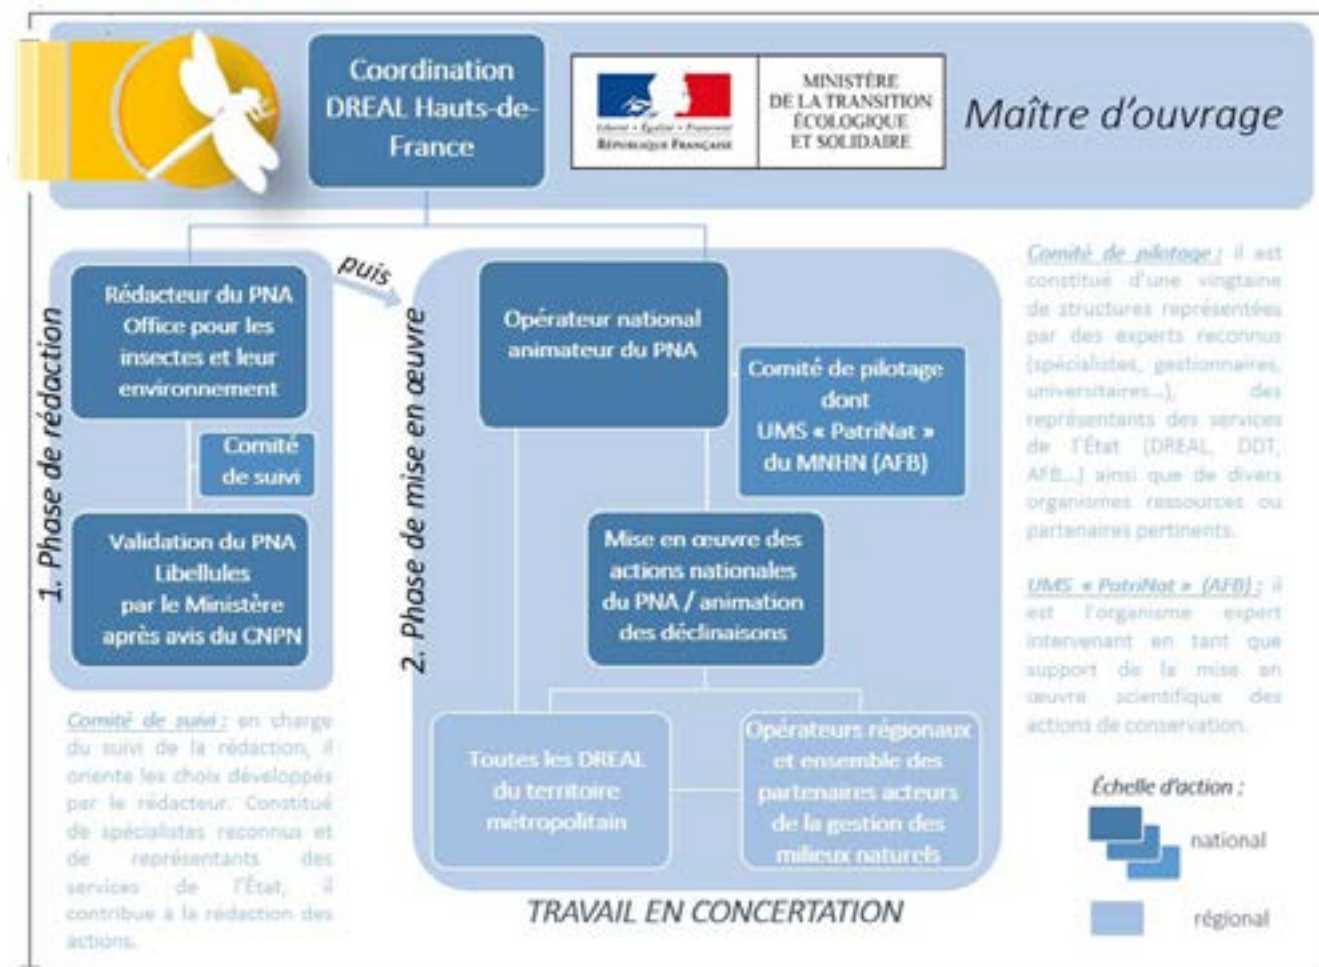 Coordination
DREAL Hauts-de-
France
Liberté • Égalité • Fraternité
RÉPUBLIQUE FRANÇAISE
MINISTÈRE
DE LA TRANSITION
ÉCOLOGIQUE
ET SOLIDAIRE
Maître d'ouvrage
1. Phase de rédaction
Rédacteur du PNA
Office pour les
insectes et leur
environnement
Comité
de suivi
Validation du PNA
Libellules
par le Ministère
après avis du CNPN
Comité de suivi : en charge
du suivi de la rédaction, il
oriente les choix développés
par le rédacteur. Constitué
de spécialistes reconnus et
de représentants des
services de l'État, il
contribue à la rédaction des
actions.
puis
2. Phase de mise en œuvre
Opérateur national
animateur du PNA
Comité de pilotage
dont
UMS « PatriNat »
du MNHN (AFB)
Mise en œuvre des
actions nationales
du PNA / animation
des déclinaisons
Toutes les DREAL
du territoire
métropolitain
Opérateurs régionaux
et ensemble des
partenaires acteurs
de la gestion des
milieux naturels
TRAVAIL EN CONCERTATION
Comité de pilotage : il est
constitué d'une vingtaine
de structures représentées
par des experts reconnus
(spécialistes, gestionnaires,
universitaires...), des
représentants des services
de l'État (DREAL, DDT,
AFB...) ainsi que de divers
organismes ressources ou
partenaires pertinents.
UMS « PatriNat » (AFB) : il
est l'organisme expert
intervenant en tant que
support de la mise en
œuvre scientifique des
actions de conservation.
Échelle d'action :
national
régional